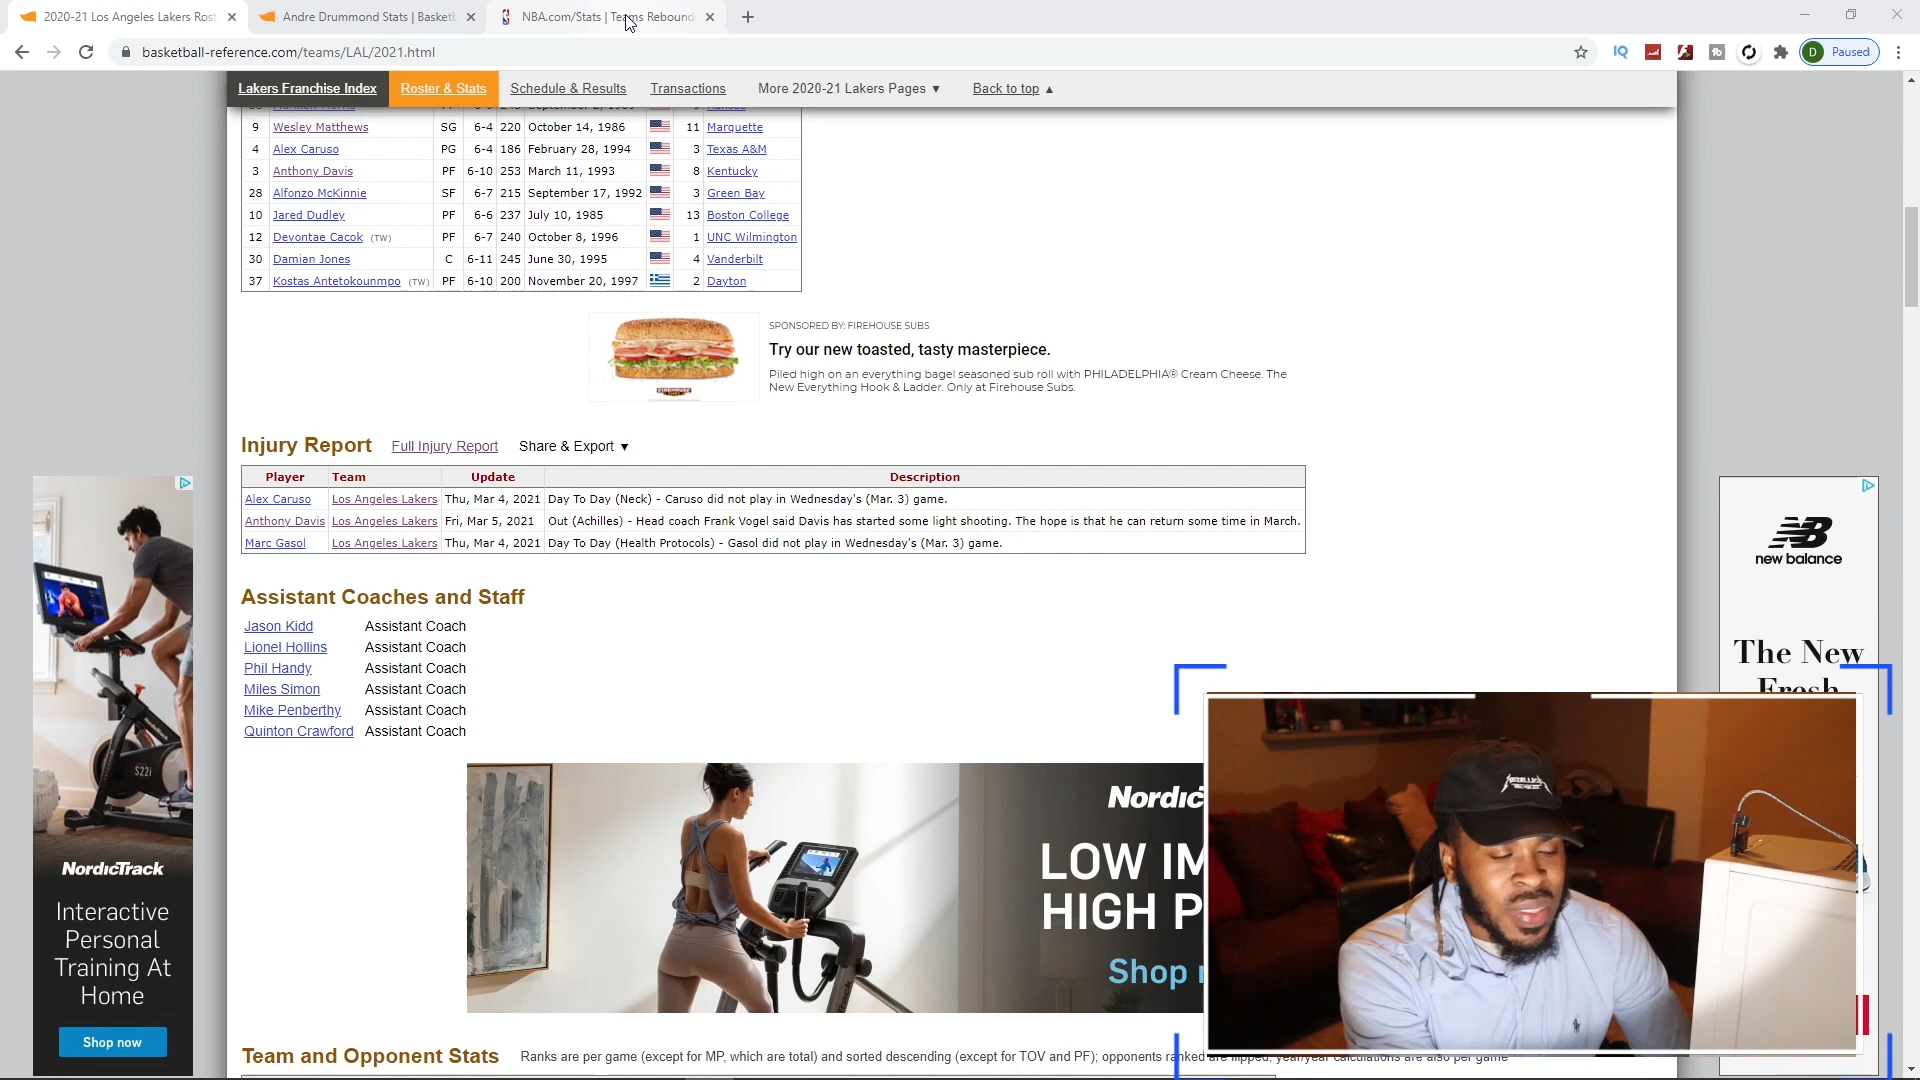 2020-21 Los Angeles Lakers Rost
Andre Drummond Stats | Basketb
NBA.com/Stats | Teams Rebound
basketball-reference.com/teams/LAL/2021.html
IQ
D Paused
Lakers Franchise Index Roster & Stats Schedule & Results Transactions More 2020-21 Lakers Pages ▼ Back to top ▲
9 Wesley Matthews SG 6-4 220 October 14, 1986 11 Marquette
4 Alex Caruso PG 6-4 186 February 28, 1994 3 Texas A&M
3 Anthony Davis PF 6-10 253 March 11, 1993 8 Kentucky
28 Alfonzo McKinnie SF 6-7 215 September 17, 1992 3 Green Bay
10 Jared Dudley PF 6-6 237 July 10, 1985 13 Boston College
12 Devontae Cacok (TW) PF 6-7 240 October 8, 1996 1 UNC Wilmington
30 Damian Jones C 6-11 245 June 30, 1995 4 Vanderbilt
37 Kostas Antetokounmpo (TW) PF 6-10 200 November 20, 1997 2 Dayton
SPONSORED BY: FIREHOUSE SUBS
Try our new toasted, tasty masterpiece.
Piled high on an everything bagel seasoned sub roll with PHILADELPHIA® Cream Cheese. The
New Everything Hook & Ladder. Only at Firehouse Subs.
Injury Report Full Injury Report Share & Export ▼
Player Team Update Description
Alex Caruso Los Angeles Lakers Thu, Mar 4, 2021 Day To Day (Neck) - Caruso did not play in Wednesday's (Mar. 3) game.
Anthony Davis Los Angeles Lakers Fri, Mar 5, 2021 Out (Achilles) - Head coach Frank Vogel said Davis has started some light shooting. The hope is that he can return some time in March.
Marc Gasol Los Angeles Lakers Thu, Mar 4, 2021 Day To Day (Health Protocols) - Gasol did not play in Wednesday's (Mar. 3) game.
Assistant Coaches and Staff
Jason Kidd Assistant Coach
Lionel Hollins Assistant Coach
Phil Handy Assistant Coach
Miles Simon Assistant Coach
Mike Penberthy Assistant Coach
Quinton Crawford Assistant Coach
S22i
NordicTrack
Interactive
Personal
Training At
Home
Shop now
Nordic
LOW IM
HIGH P
Shop
new balance
The New
Fresh
METALLICA
Team and Opponent Stats Ranks are per game (except for MP, which are total) and sorted descending (except for TOV and PF); opponents ranked are flipped; year/year calculations are also per game